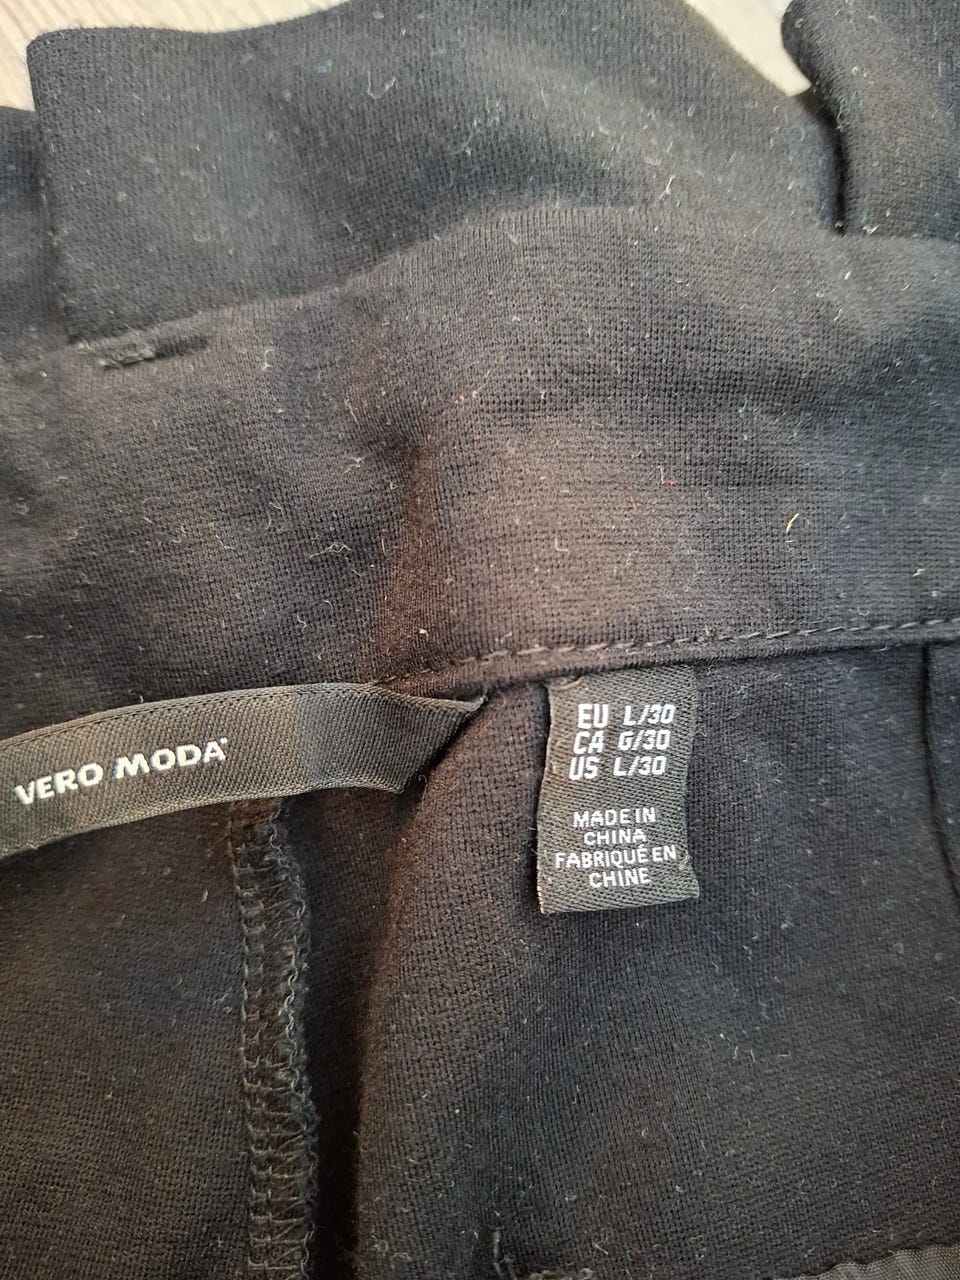 VERO MODA
EU L/30
CA G/30
US L/30
MADE IN
CHINA
FABRIQUÉ EN
CHINE